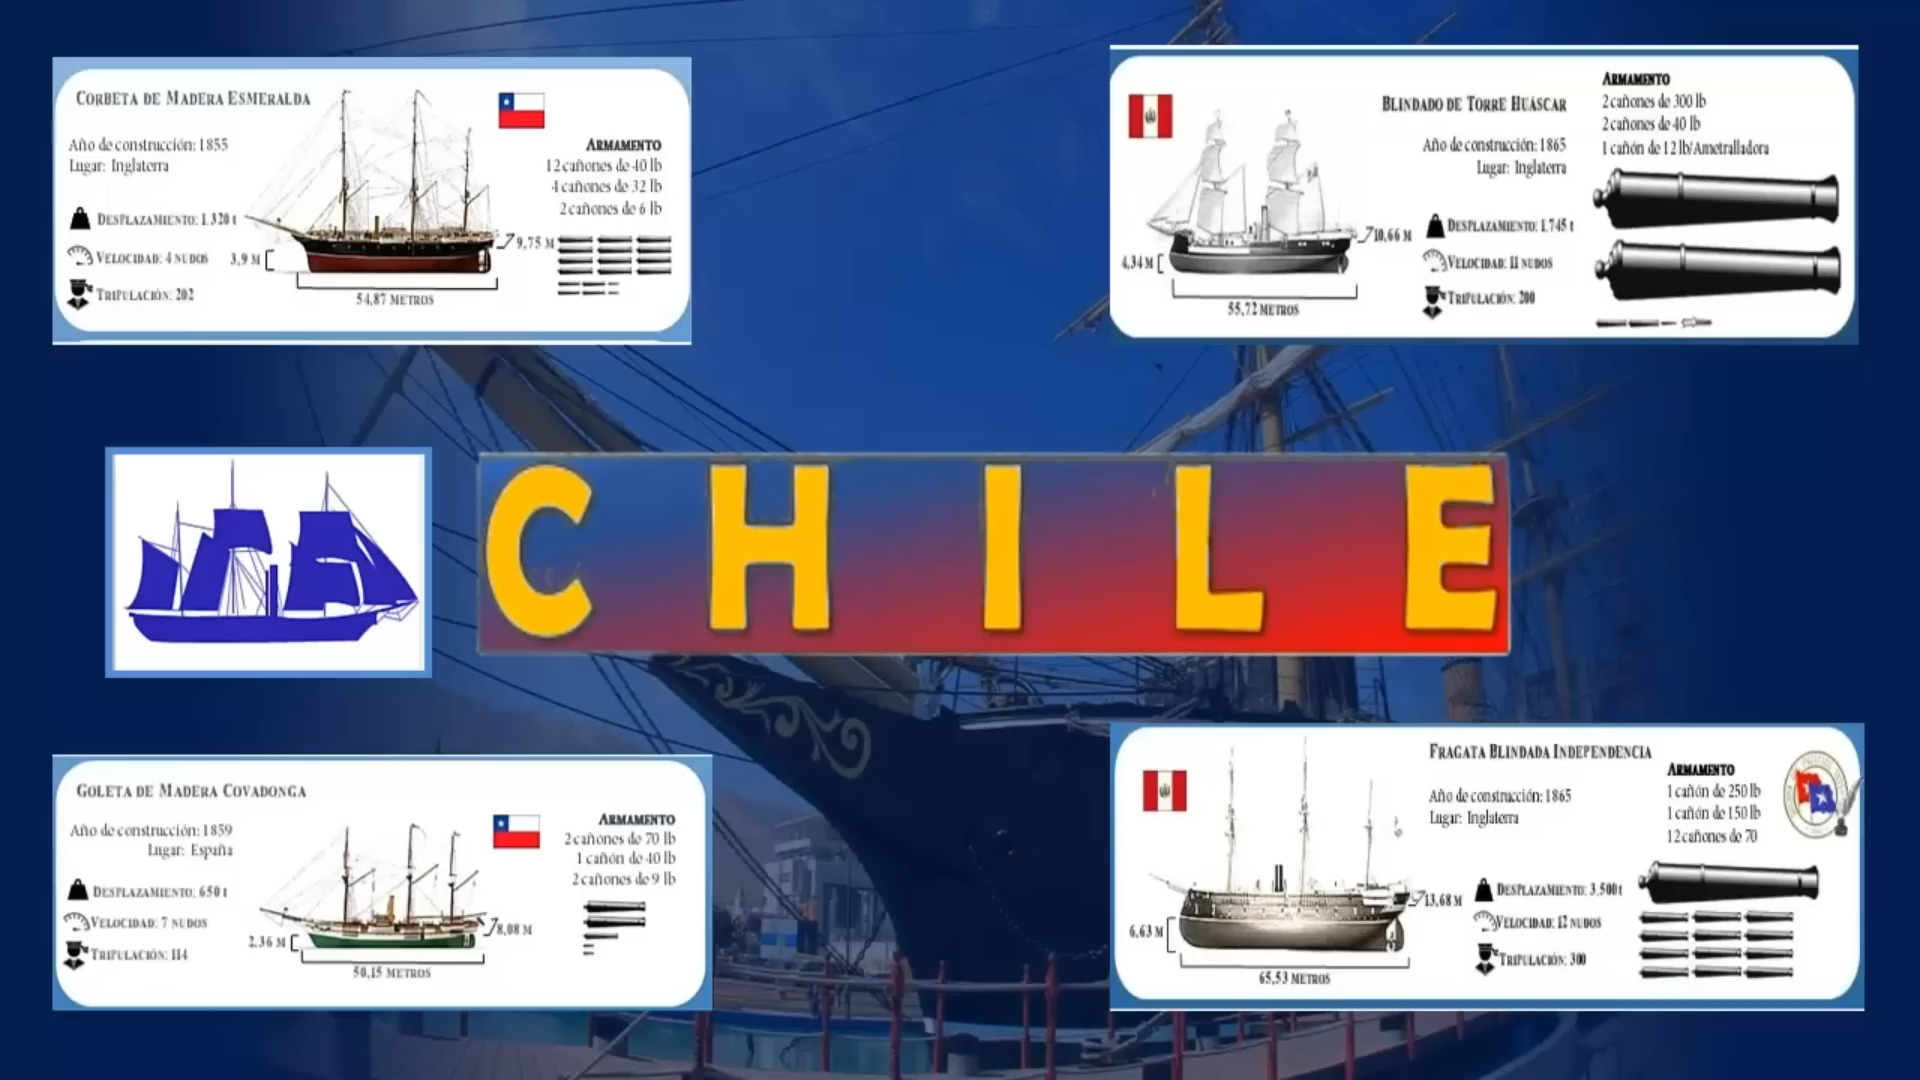 CORBETA DE MADERA ESMERALDA
Año de construcción: 1855
Lugar: Inglaterra
DESPLAZAMIENTO: 1.320 t
VELOCIDAD: 4 NUDOS
TRIPULACIÓN: 202
3,9 M
9,75 M
54,87 METROS
ARMAMENTO
12 cañones de 40 lb
4 cañones de 32 lb
2 cañones de 6 lb
BLINDADO DE TORRE HUÁSCAR
Año de construcción: 1865
Lugar: Inglaterra
DESPLAZAMIENTO: 1.745 t
VELOCIDAD: 11 NUDOS
TRIPULACIÓN: 200
4,34 M
10,66 M
55,72 METROS
ARMAMENTO
2 cañones de 300 lb
2 cañones de 40 lb
1 cañón de 12 lb/Ametralladora
CHILE
GOLETA DE MADERA COVADONGA
Año de construcción: 1859
Lugar: España
DESPLAZAMIENTO: 650 t
VELOCIDAD: 7 NUDOS
TRIPULACIÓN: 114
2,36 M
8,08 M
50,15 METROS
ARMAMENTO
2 cañones de 70 lb
1 cañón de 40 lb
2 cañones de 9 lb
FRAGATA BLINDADA INDEPENDENCIA
Año de construcción: 1865
Lugar: Inglaterra
DESPLAZAMIENTO: 3.500 t
VELOCIDAD: 12 NUDOS
TRIPULACIÓN: 300
6,63 M
13,68 M
65,53 METROS
ARMAMENTO
1 cañón de 250 lb
1 cañón de 150 lb
12 cañones de 70